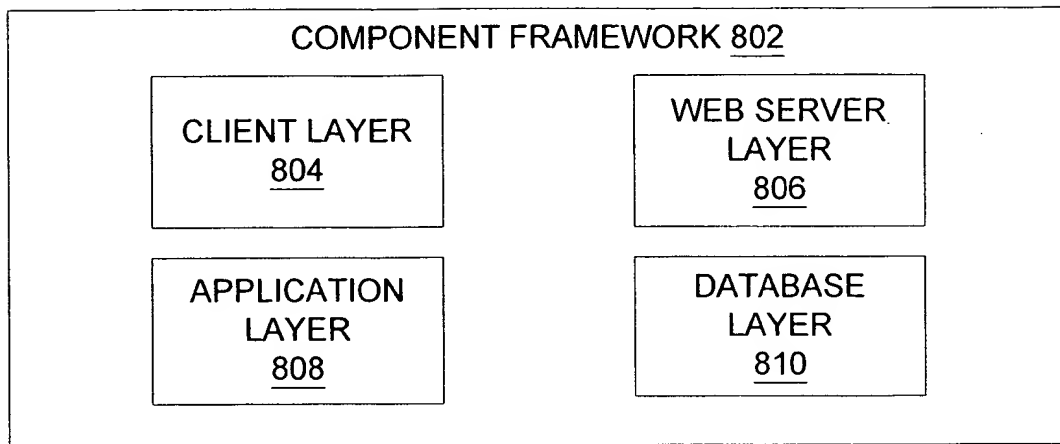 COMPONENT FRAMEWORK 802
CLIENT LAYER
804
WEB SERVER
LAYER
806
APPLICATION
LAYER
808
DATABASE
LAYER
810